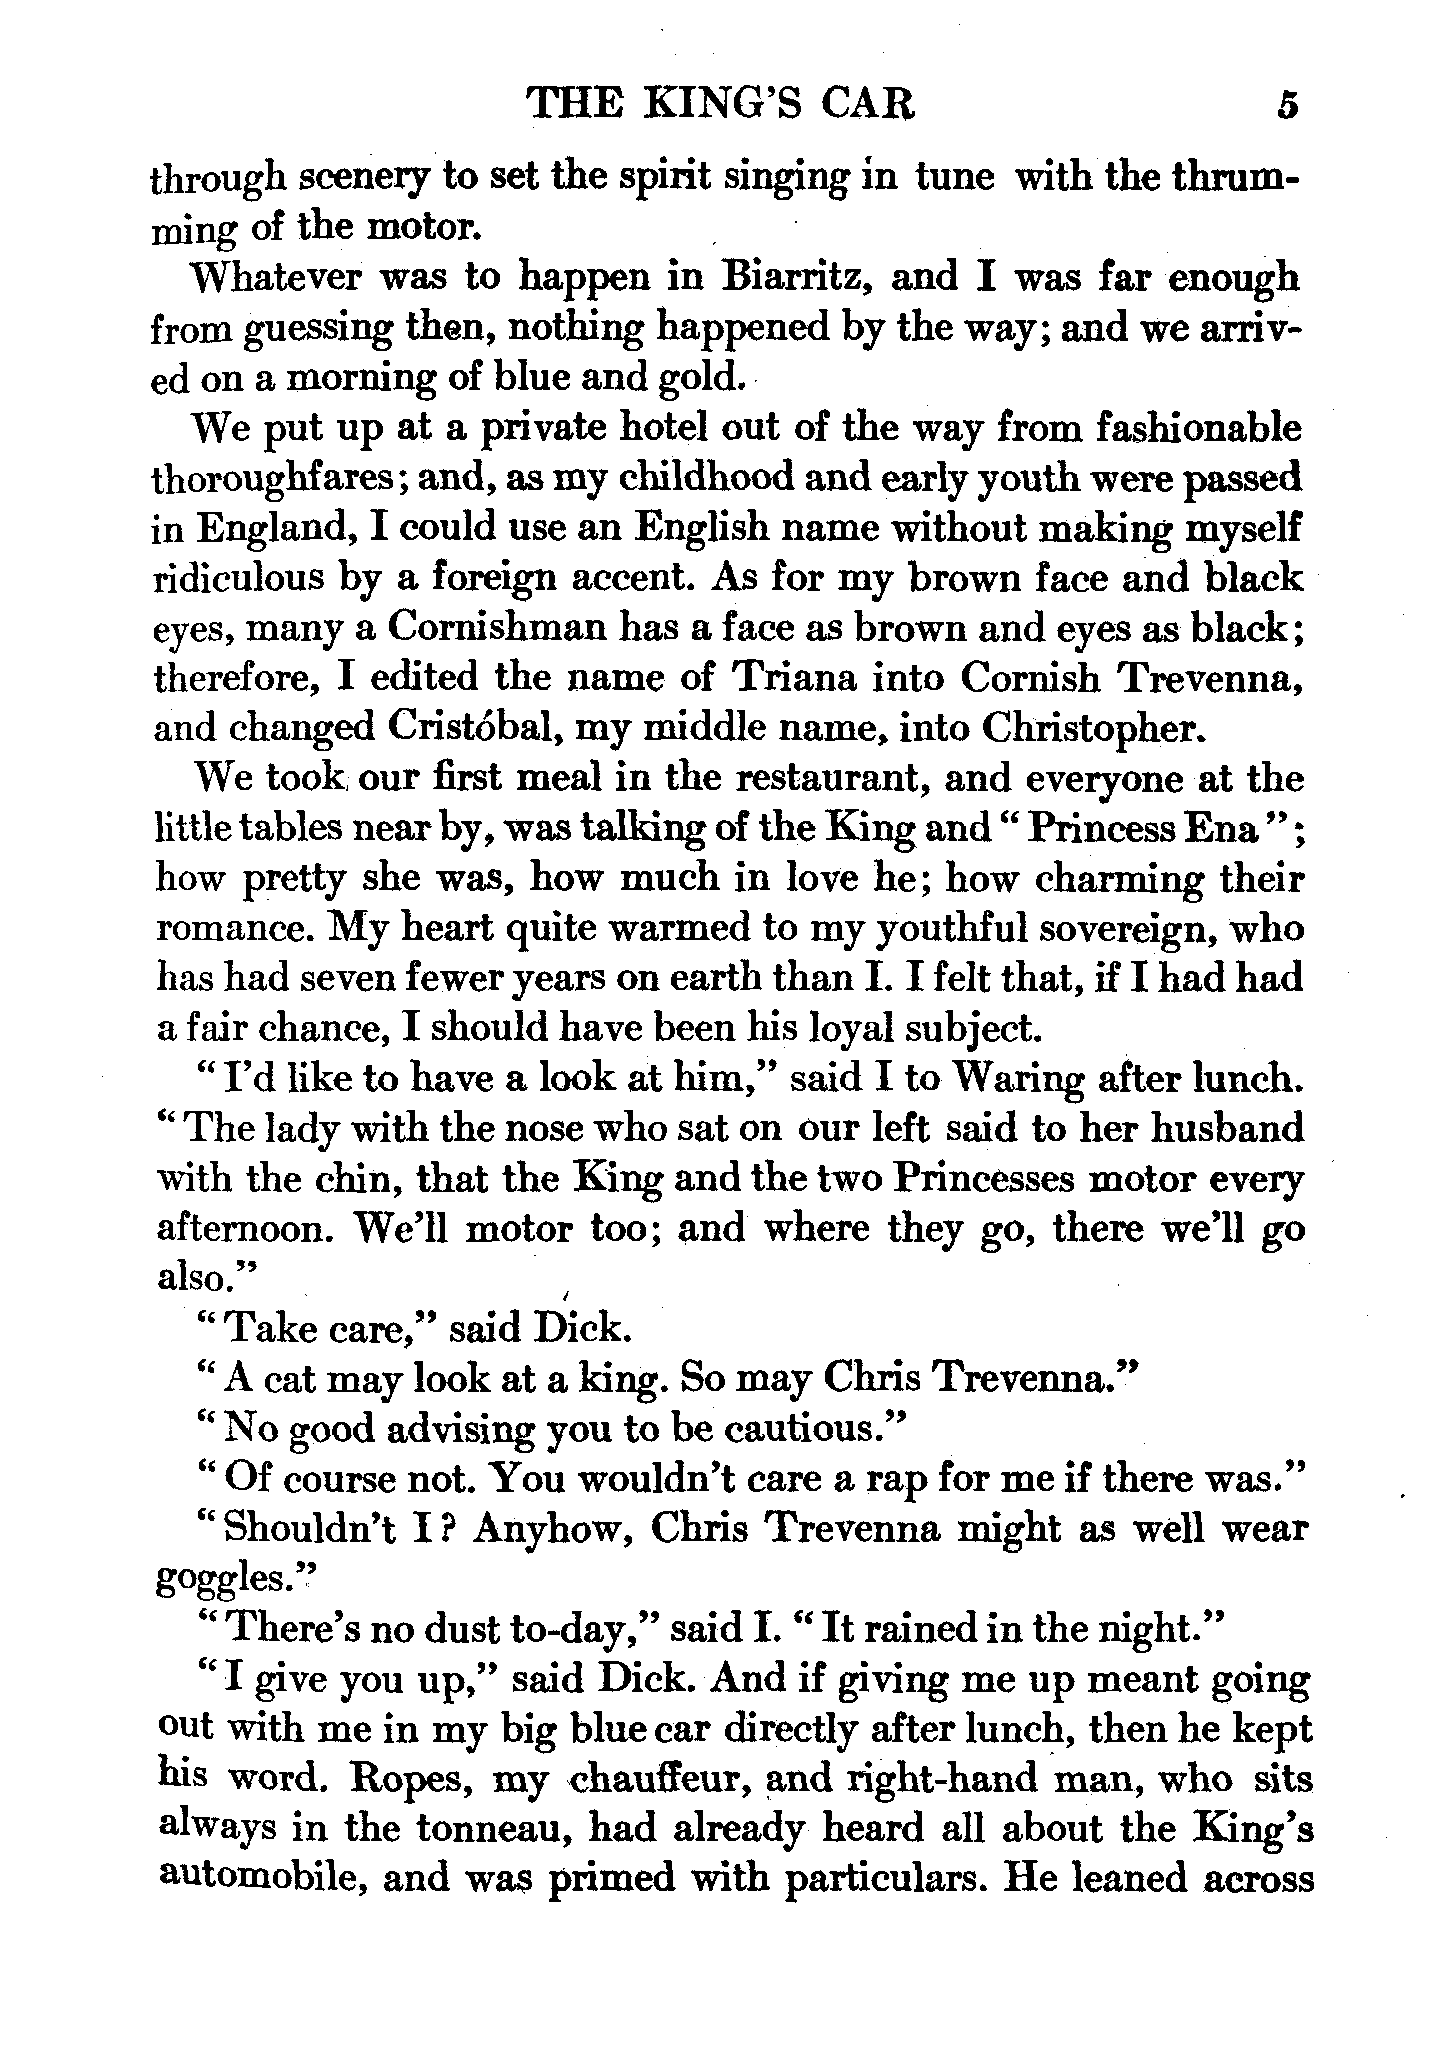 THE KING'S CAR 5
through scenery to set the spirit singing in tune with the thrum-
ming of the motor.
Whatever was to happen in Biarritz, and I was far enough
from guessing then, nothing happened by the way; and we arriv-
ed on a morning of blue and gold.
We put up at a private hotel out of the way from fashionable
thoroughfares; and, as my childhood and early youth were passed
in England, I could use an English name without making myself
ridiculous by a foreign accent. As for my brown face and black
eyes, many a Cornishman has a face as brown and eyes as black;
therefore, I edited the name of Triana into Cornish Trevenna,
and changed Cristóbal, my middle name, into Christopher.
We took our first meal in the restaurant, and everyone at the
little tables near by, was talking of the King and "Princess Ena";
how pretty she was, how much in love he; how charming their
romance. My heart quite warmed to my youthful sovereign, who
has had seven fewer years on earth than I. I felt that, if I had had
a fair chance, I should have been his loyal subject.
"I'd like to have a look at him," said I to Waring after lunch.
"The lady with the nose who sat on our left said to her husband
with the chin, that the King and the two Princesses motor every
afternoon. We'll motor too; and where they go, there we'll go
also."
"Take care," said Dick.
"A cat may look at a king. So may Chris Trevenna."
"No good advising you to be cautious."
"Of course not. You wouldn't care a rap for me if there was."
"Shouldn't I? Anyhow, Chris Trevenna might as well wear
goggles."
"There's no dust to-day," said I. "It rained in the night."
"I give you up," said Dick. And if giving me up meant going
out with me in my big blue car directly after lunch, then he kept
his word. Ropes, my chauffeur, and right-hand man, who sits
always in the tonneau, had already heard all about the King's
automobile, and was primed with particulars. He leaned across